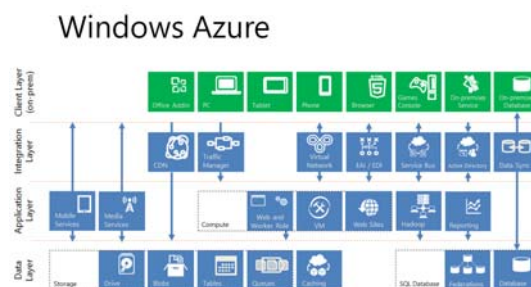 Windows Azure
Client Layer
(on-prem)
Office Addin
PC
Tablet
Phone
Browser
Games
Console
On-premises
Service
On-premises
Database
Integration
Layer
CDN
Traffic
Manager
Virtual
Network
EAI / EDI
Service Bus
Active Directory
Data Sync
Application
Layer
Mobile
Services
Media
Services
Compute
Web and
Worker Role
VM
Web Sites
Hadoop
Reporting
Data
Layer
Storage
Drive
Blobs
Tables
Queues
Caching
SQL Database
Federations
Database